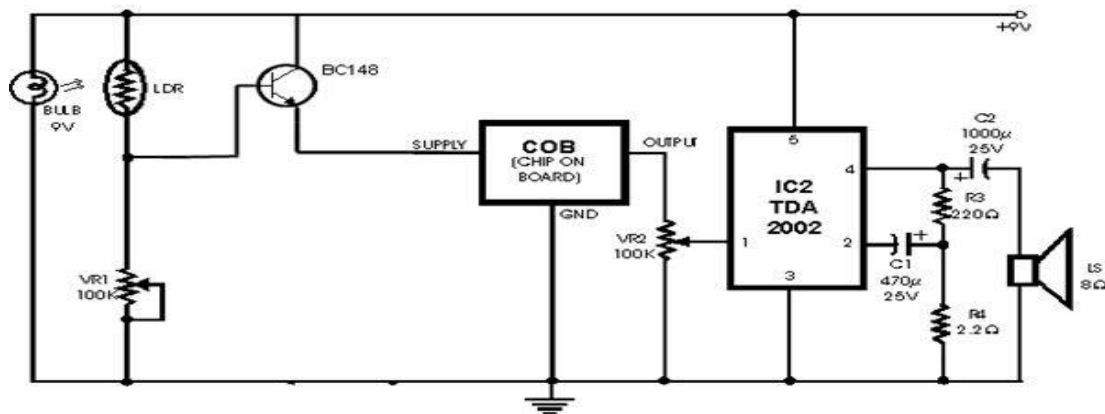 +9V
BC148
LDR
BULB
9V
C2
1000µ
25V
SUPPLY
COB
(CHIP ON
BOARD)
OUTPUT
GND
5
4
IC2
TDA
2002
R3
220Ω
VR2
100K
1
2
C1
470µ
25V
3
LS
8Ω
VR1
100K
R4
2.2Ω